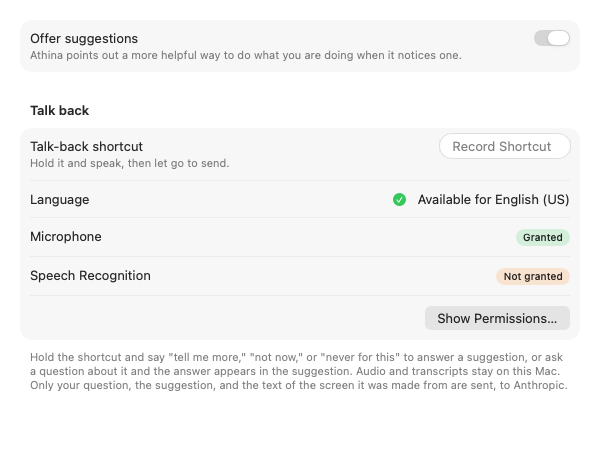 Offer suggestions
Athina points out a more helpful way to do what you are doing when it notices one.
Talk back
Talk-back shortcut
Record Shortcut
Hold it and speak, then let go to send.
Language
Available for English (US)
Microphone
Granted
Speech Recognition
Not granted
Show Permissions...
Hold the shortcut and say "tell me more," "not now," or "never for this" to answer a suggestion, or ask
a question about it and the answer appears in the suggestion. Audio and transcripts stay on this Mac.
Only your question, the suggestion, and the text of the screen it was made from are sent, to Anthropic.